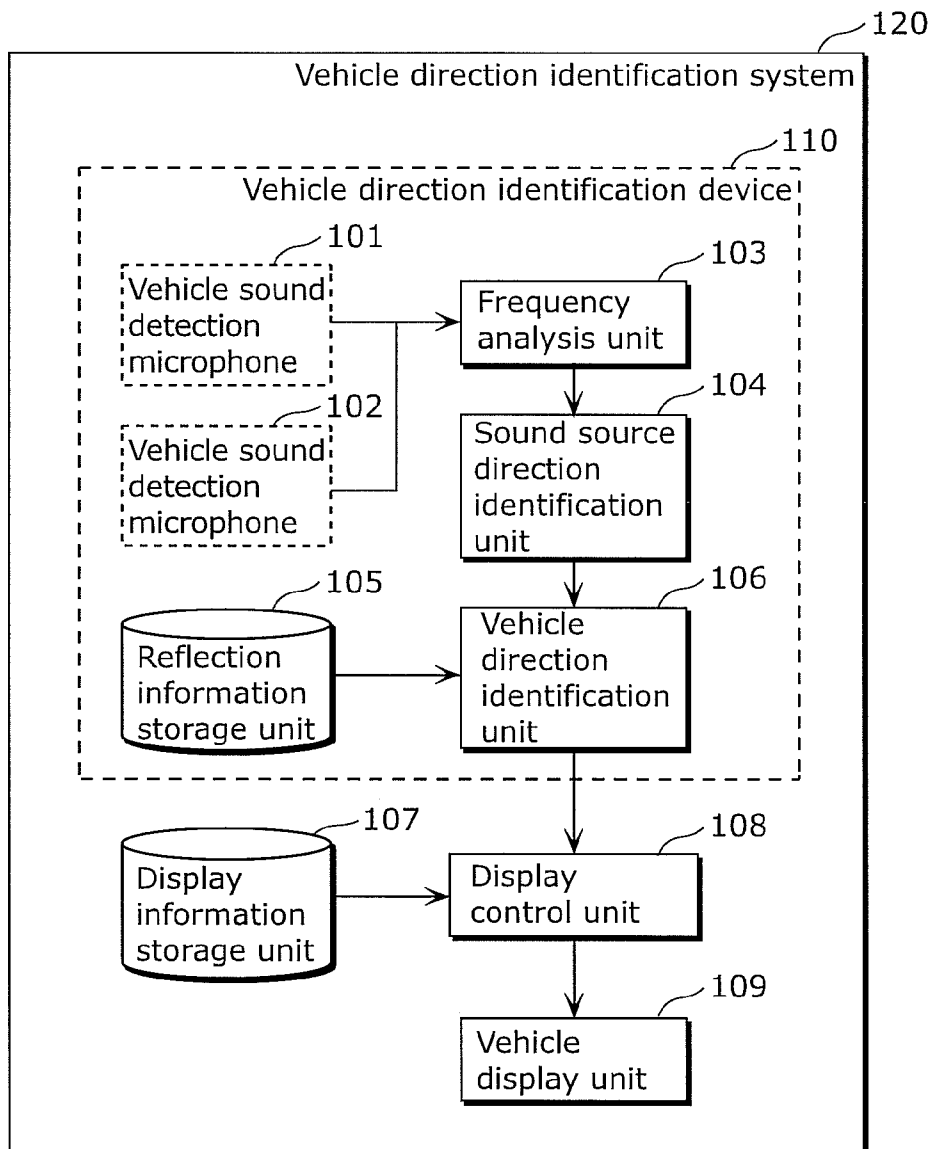 120
Vehicle direction identification system
110
Vehicle direction identification device
101
Vehicle sound
detection
microphone
103
Frequency
analysis unit
102
Vehicle sound
detection
microphone
104
Sound source
direction
identification
unit
105
Reflection
information
storage unit
106
Vehicle
direction
identification
unit
107
Display
information
storage unit
108
Display
control unit
109
Vehicle
display unit